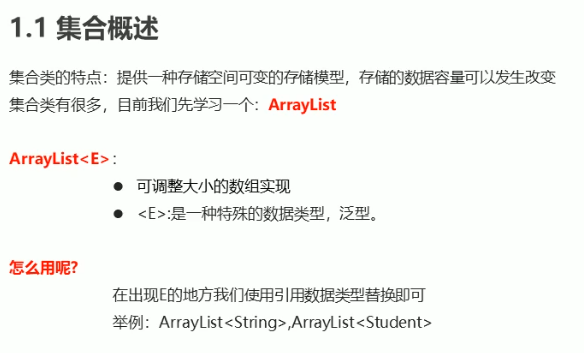 1.1 集合概述
集合类的特点：提供一种存储空间可变的存储模型，存储的数据容量可以发生改变
集合类有很多，目前我们先学习一个：ArrayList
ArrayList<E>：
● 可调整大小的数组实现
● <E>:是一种特殊的数据类型，泛型。
怎么用呢?
在出现E的地方我们使用引用数据类型替换即可
举例：ArrayList<String>,ArrayList<Student>